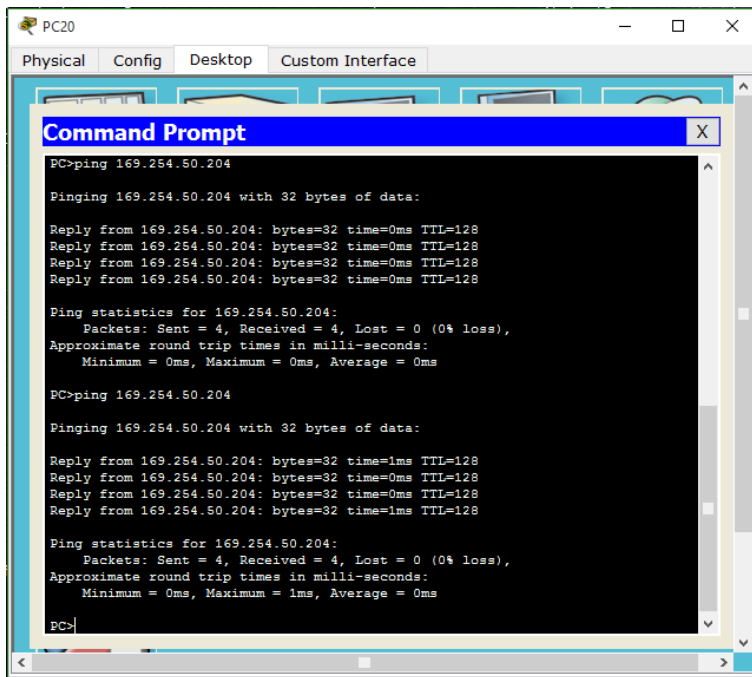 PC20
Physical Config Desktop Custom Interface
Command Prompt X
PC>ping 169.254.50.204
Pinging 169.254.50.204 with 32 bytes of data:
Reply from 169.254.50.204: bytes=32 time=0ms TTL=128
Reply from 169.254.50.204: bytes=32 time=0ms TTL=128
Reply from 169.254.50.204: bytes=32 time=0ms TTL=128
Reply from 169.254.50.204: bytes=32 time=0ms TTL=128
Ping statistics for 169.254.50.204:
Packets: Sent = 4, Received = 4, Lost = 0 (0% loss),
Approximate round trip times in milli-seconds:
Minimum = 0ms, Maximum = 0ms, Average = 0ms
PC>ping 169.254.50.204
Pinging 169.254.50.204 with 32 bytes of data:
Reply from 169.254.50.204: bytes=32 time=1ms TTL=128
Reply from 169.254.50.204: bytes=32 time=0ms TTL=128
Reply from 169.254.50.204: bytes=32 time=0ms TTL=128
Reply from 169.254.50.204: bytes=32 time=1ms TTL=128
Ping statistics for 169.254.50.204:
Packets: Sent = 4, Received = 4, Lost = 0 (0% loss),
Approximate round trip times in milli-seconds:
Minimum = 0ms, Maximum = 1ms, Average = 0ms
PC>